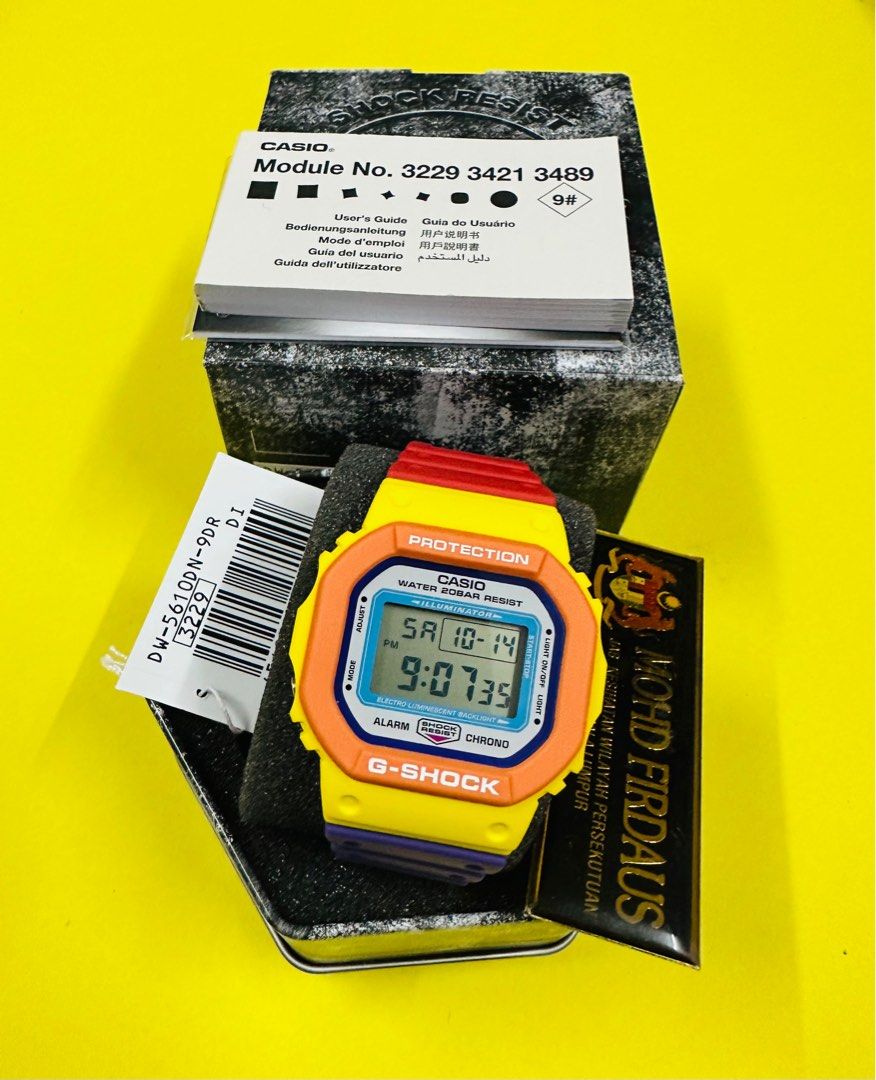 SHOCK RESIST
CASIO®
Module No. 3229 3421 3489
9#
User's Guide
Bedienungsanleitung
Mode d'emploi
Guía del usuario
Guida dell'utilizzatore
Guia do Usuário
用户说明书
用戶說明書
دليل المستخدم
DW-5610DN-9DR
DI
3229
PROTECTION
CASIO
WATER 20BAR RESIST
ILLUMINATOR
ADJUST
MODE
START·STOP
LIGHT ON/OFF
LIGHT
SA 10-14
PM
9:07 35
ELECTRO LUMINESCENT BACKLIGHT
ALARM
SHOCK
RESIST
CHRONO
G-SHOCK
MOHD FIRDAUS
WILAYAH PERSEKUTUAN